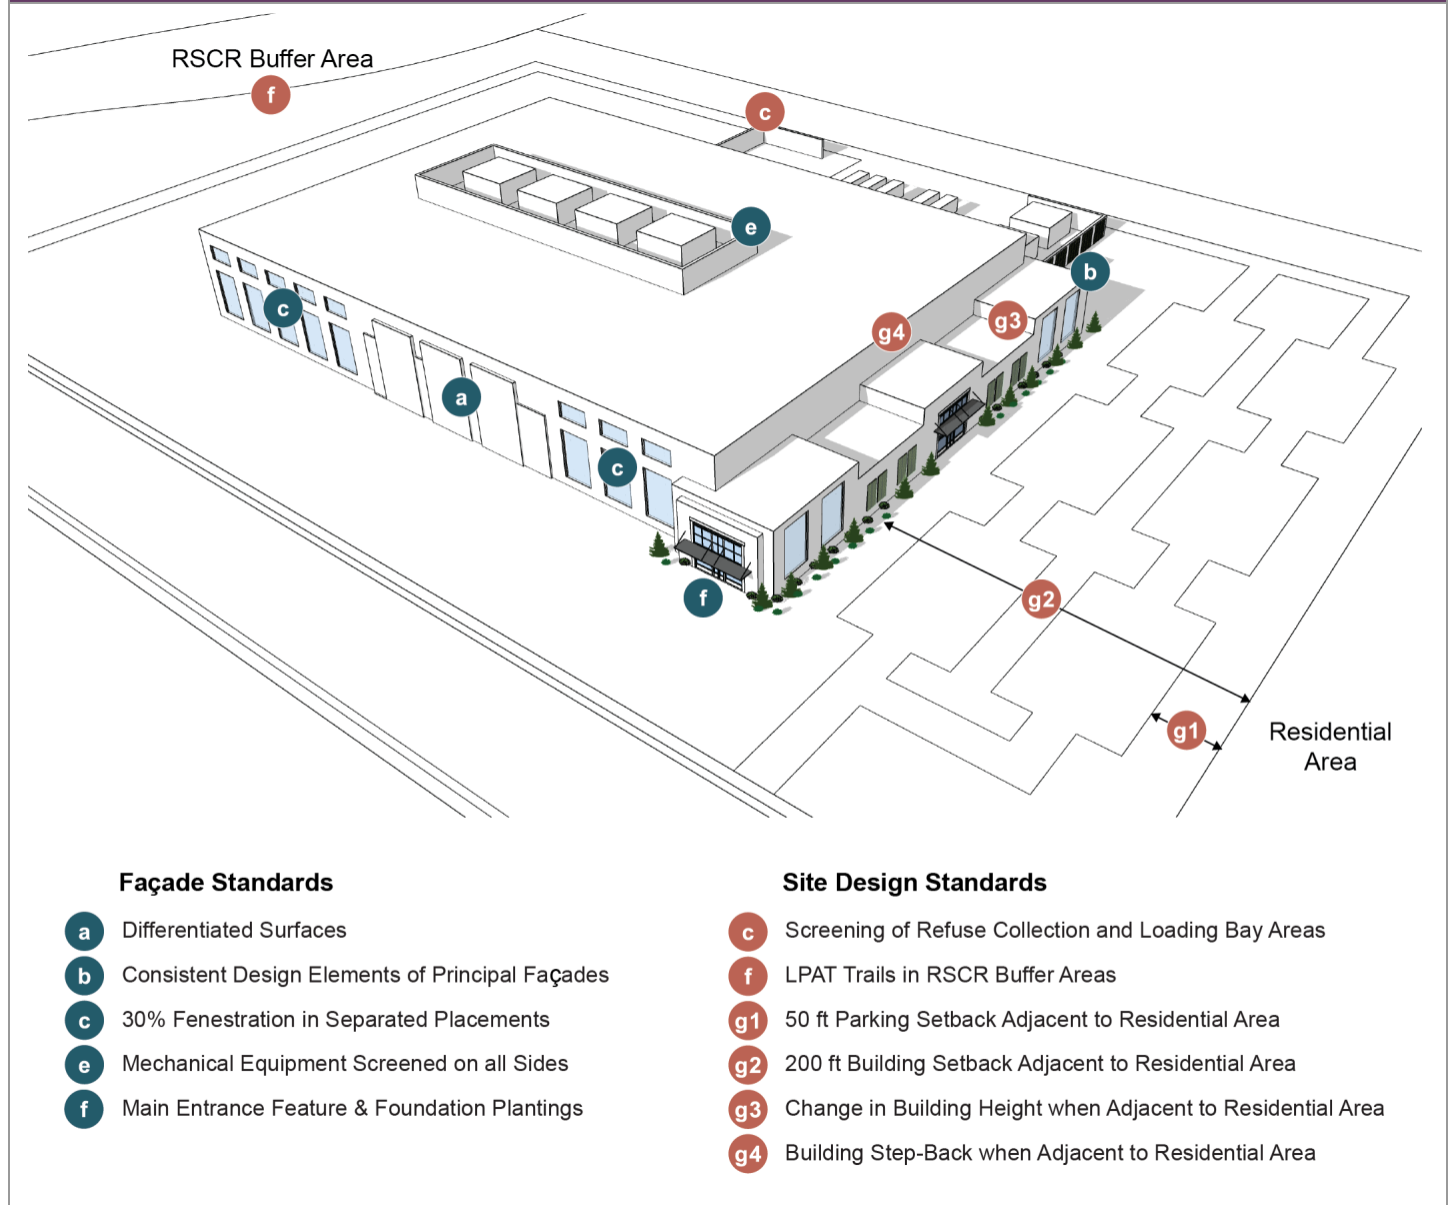 RSCR Buffer Area
f
c
e
b
c
g4
g3
a
c
f
g2
g1
Residential
Area
Façade Standards
a Differentiated Surfaces
b Consistent Design Elements of Principal Façades
c 30% Fenestration in Separated Placements
e Mechanical Equipment Screened on all Sides
f Main Entrance Feature & Foundation Plantings
Site Design Standards
c Screening of Refuse Collection and Loading Bay Areas
f LPAT Trails in RSCR Buffer Areas
g1 50 ft Parking Setback Adjacent to Residential Area
g2 200 ft Building Setback Adjacent to Residential Area
g3 Change in Building Height when Adjacent to Residential Area
g4 Building Step-Back when Adjacent to Residential Area